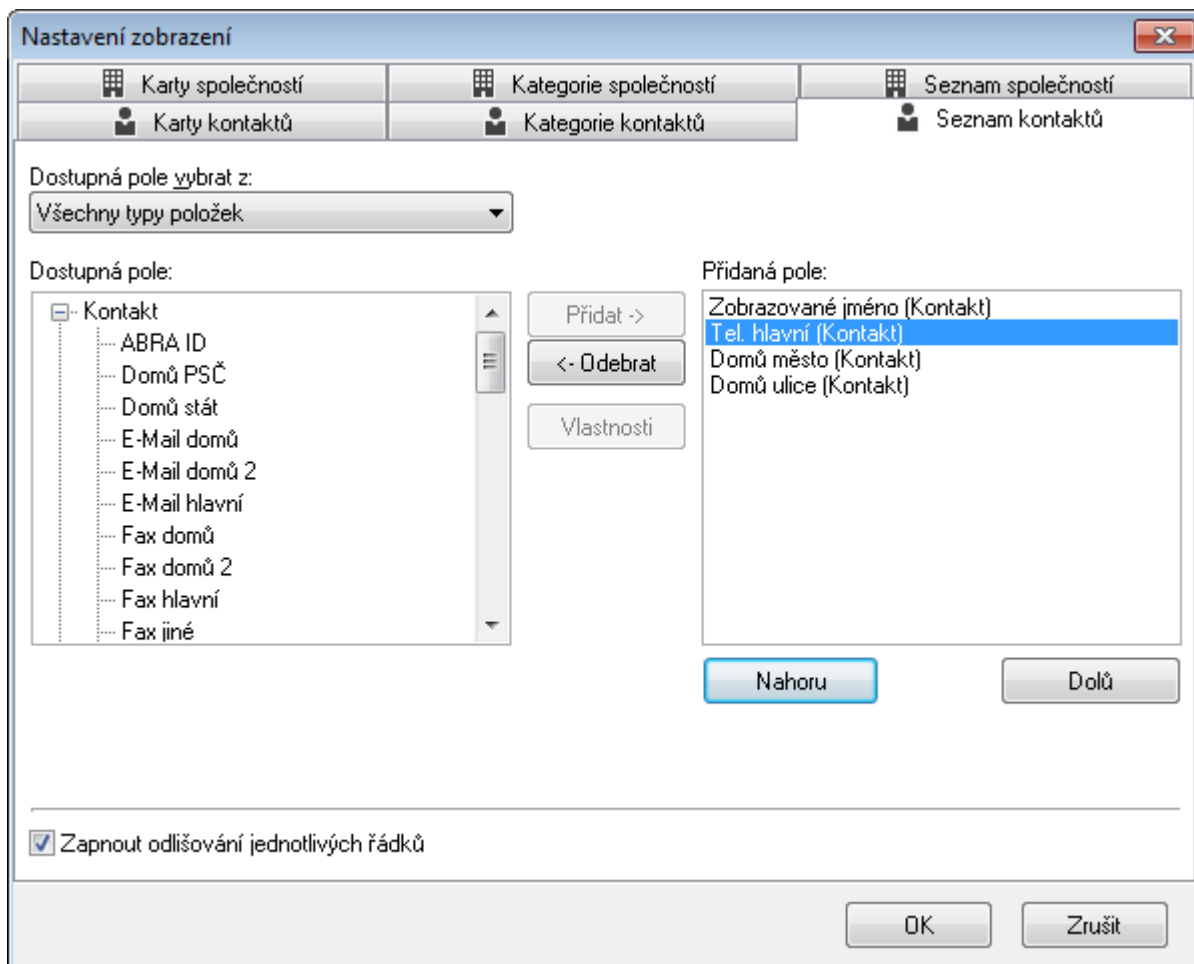 Nastavení zobrazení
Karty společností
Kategorie společností
Seznam společností
Karty kontaktů
Kategorie kontaktů
Seznam kontaktů
Dostupná pole vybrat z:
Všechny typy položek
Dostupná pole:
Kontakt
ABRA ID
Domů PSČ
Domů stát
E-Mail domů
E-Mail domů 2
E-Mail hlavní
Fax domů
Fax domů 2
Fax hlavní
Fax jiné
Přidat ->
<- Odebrat
Vlastnosti
Přidaná pole:
Zobrazované jméno (Kontakt)
Tel. hlavní (Kontakt)
Domů město (Kontakt)
Domů ulice (Kontakt)
Nahoru
Dolů
Zapnout odlišování jednotlivých řádků
OK
Zrušit